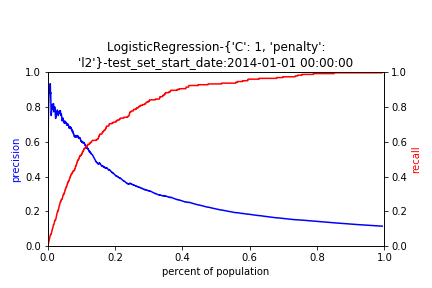 LogisticRegression-{'C': 1, 'penalty':
'l2'}-test_set_start_date:2014-01-01 00:00:00
1.0 1.0
0.8 0.8
0.6 0.6
0.4 0.4
0.2 0.2
0.0 0.0
precision
recall
0.0 0.2 0.4 0.6 0.8 1.0
percent of population